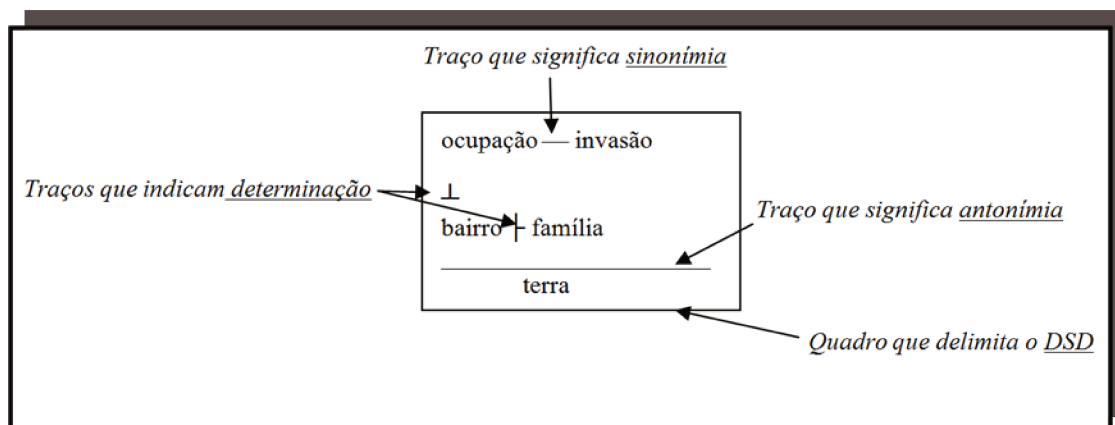 Traço que significa sinonímia
ocupação — invasão
Traços que indicam determinação
⊥
Traço que significa antonímia
bairro ├ família
terra
Quadro que delimita o DSD